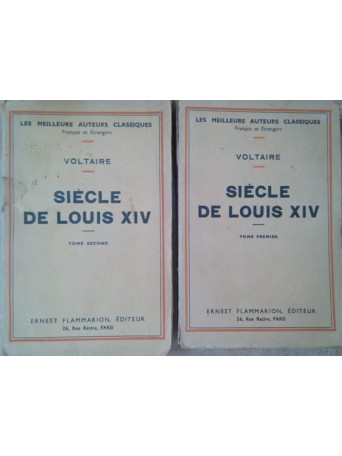 LES MEILLEURS AUTEURS CLASSIQUES
Français et Étrangers
VOLTAIRE
SIÈCLE
DE LOUIS XIV
TOME SECOND
ERNEST FLAMMARION, ÉDITEUR
26, Rue Racine, PARIS
LES MEILLEURS AUTEURS CLASSIQUES
Français et Étrangers
VOLTAIRE
SIÈCLE
DE LOUIS XIV
TOME PREMIER
ERNEST FLAMMARION, ÉDITEUR
26, Rue Racine, PARIS